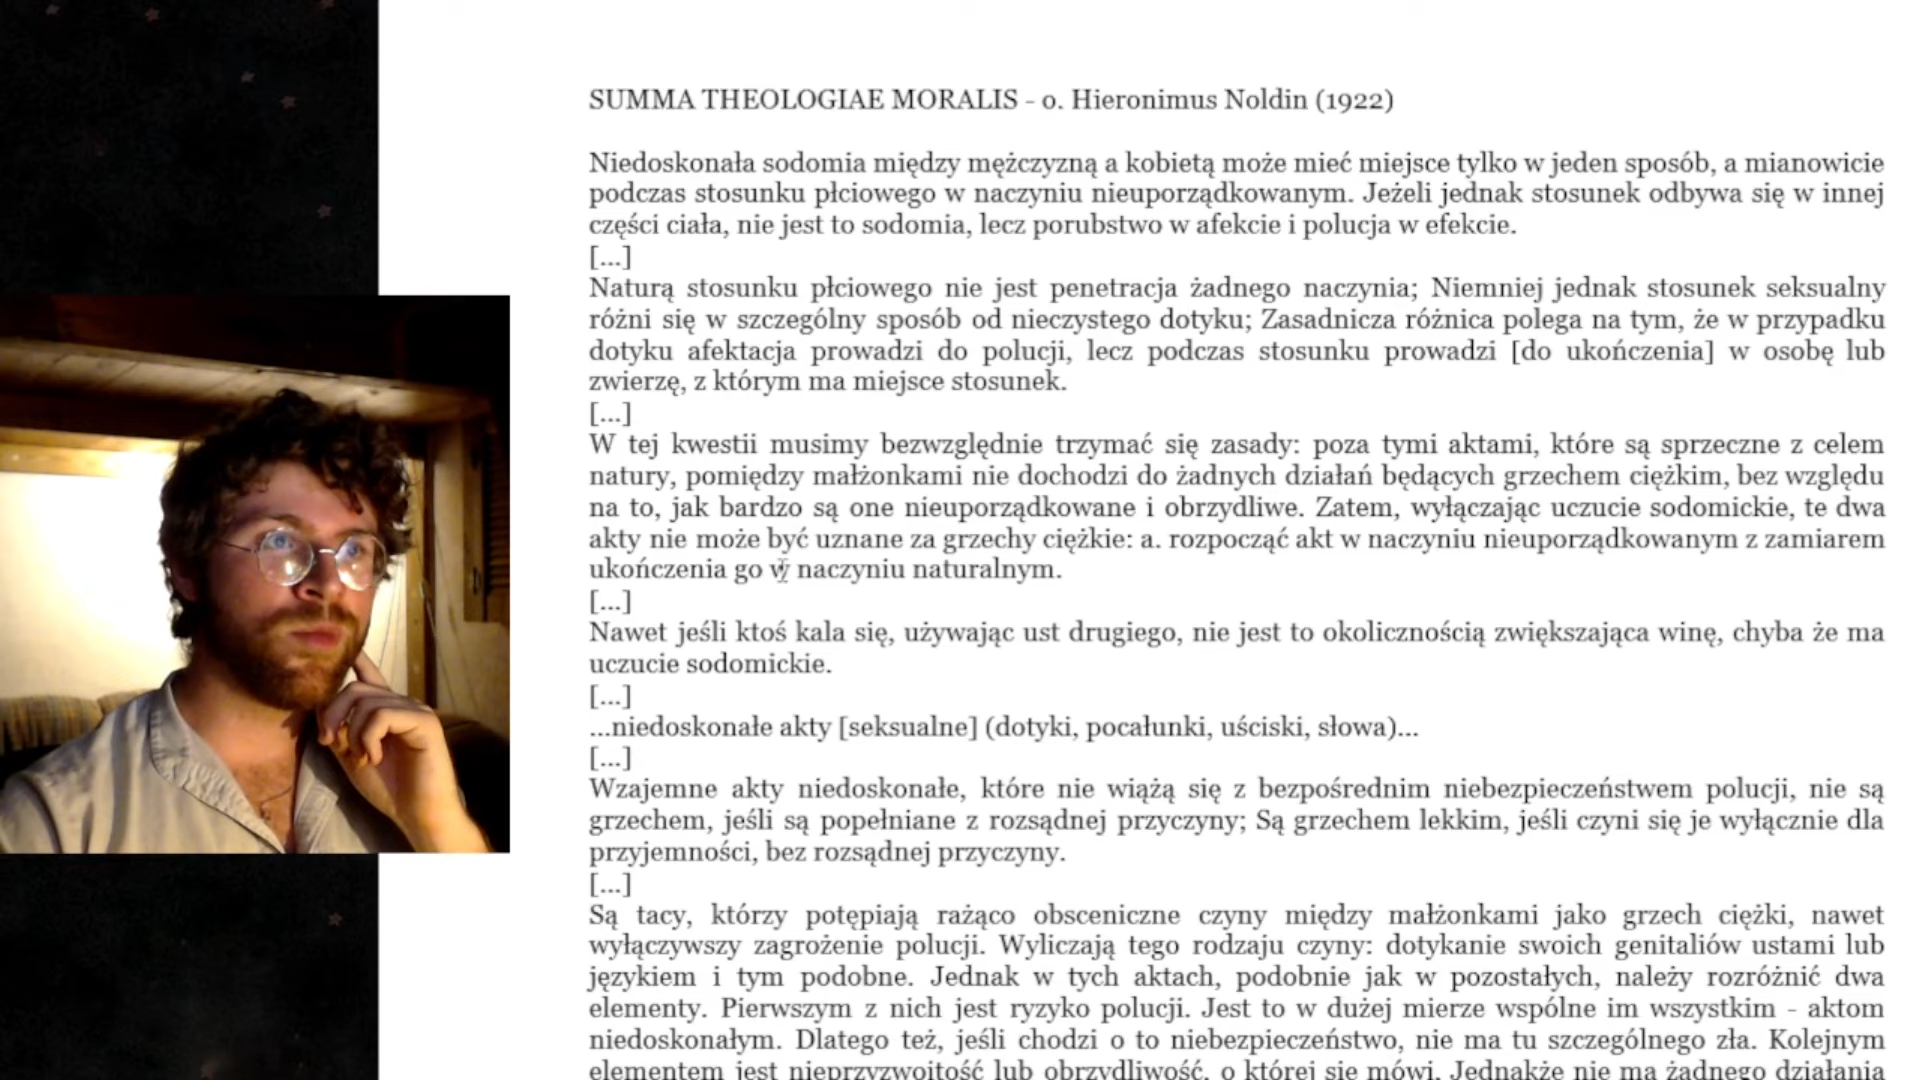 SUMMA THEOLOGIAE MORALIS - o. Hieronimus Noldin (1922)
Niedoskonała sodomia między mężczyzną a kobietą może mieć miejsce tylko w jeden sposób, a mianowicie
podczas stosunku płciowego w naczyniu nieuporządkowanym. Jeżeli jednak stosunek odbywa się w innej
części ciała, nie jest to sodomia, lecz porubstwo w afekcie i polucja w efekcie.
[...]
Naturą stosunku płciowego nie jest penetracja żadnego naczynia; Niemniej jednak stosunek seksualny
różni się w szczególny sposób od nieczystego dotyku; Zasadnicza różnica polega na tym, że w przypadku
dotyku afektacja prowadzi do polucji, lecz podczas stosunku prowadzi [do ukończenia] w osobę lub
zwierzę, z którym ma miejsce stosunek.
[...]
W tej kwestii musimy bezwzględnie trzymać się zasady: poza tymi aktami, które są sprzeczne z celem
natury, pomiędzy małżonkami nie dochodzi do żadnych działań będących grzechem ciężkim, bez względu
na to, jak bardzo są one nieuporządkowane i obrzydliwe. Zatem, wyłączając uczucie sodomickie, te dwa
akty nie może być uznane za grzechy ciężkie: a. rozpocząć akt w naczyniu nieuporządkowanym z zamiarem
ukończenia go w naczyniu naturalnym.
[...]
Nawet jeśli ktoś kala się, używając ust drugiego, nie jest to okolicznością zwiększająca winę, chyba że ma
uczucie sodomickie.
[...]
...niedoskonałe akty [seksualne] (dotyki, pocałunki, uściski, słowa)...
[...]
Wzajemne akty niedoskonałe, które nie wiążą się z bezpośrednim niebezpieczeństwem polucji, nie są
grzechem, jeśli są popełniane z rozsądnej przyczyny; Są grzechem lekkim, jeśli czyni się je wyłącznie dla
przyjemności, bez rozsądnej przyczyny.
[...]
Są tacy, którzy potępiają rażąco obsceniczne czyny między małżonkami jako grzech ciężki, nawet
wyłączywszy zagrożenie polucji. Wyliczają tego rodzaju czyny: dotykanie swoich genitaliów ustami lub
językiem i tym podobne. Jednak w tych aktach, podobnie jak w pozostałych, należy rozróżnić dwa
elementy. Pierwszym z nich jest ryzyko polucji. Jest to w dużej mierze wspólne im wszystkim - aktom
niedoskonałym. Dlatego też, jeśli chodzi o to niebezpieczeństwo, nie ma tu szczególnego zła. Kolejnym
elementem jest nieprzyzwoitość lub obrzydliwość, o której się mówi. Jednakże nie ma żadnego działania